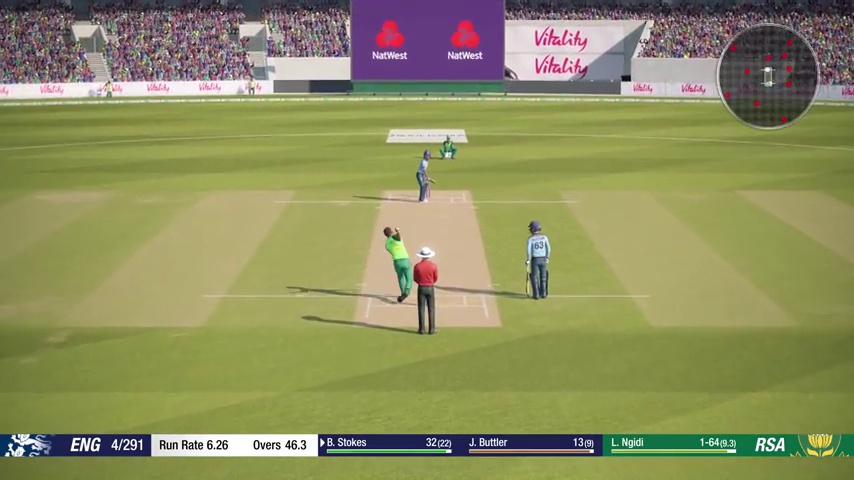 NatWest NatWest
Vitality
Vitality
Vitality Vitality Vitality Vitality Vitality
63
ENG 4/291 Run Rate 6.26 Overs 46.3 B. Stokes 32(22) J. Buttler 13(9) L. Ngidi 1-64(9.3) RSA